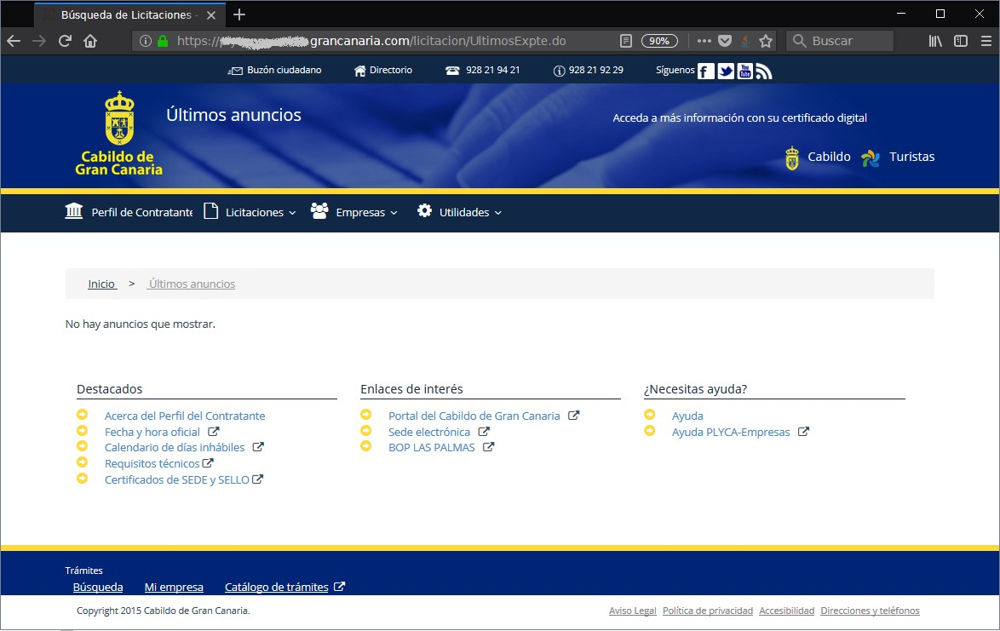 Búsqueda de Licitaciones -
https://
grancanaria.com/licitacion/UltimosExpte.do
90%
Buscar
Buzón ciudadano
Directorio
928 21 94 21
928 21 92 29
Síguenos
You Tube
Cabildo de
Gran Canaria
Últimos anuncios
Acceda a más información con su certificado digital
Cabildo
Turistas
Perfil de Contratante
Licitaciones
Empresas
Utilidades
Inicio > Últimos anuncios
No hay anuncios que mostrar.
Destacados
Acerca del Perfil del Contratante
Fecha y hora oficial
Calendario de días inhábiles
Requisitos técnicos
Certificados de SEDE y SELLO
Enlaces de interés
Portal del Cabildo de Gran Canaria
Sede electrónica
BOP LAS PALMAS
¿Necesitas ayuda?
Ayuda
Ayuda PLYCA-Empresas
Trámites
Búsqueda Mi empresa Catálogo de trámites
Copyright 2015 Cabildo de Gran Canaria.
Aviso Legal Política de privacidad Accesibilidad Direcciones y teléfonos